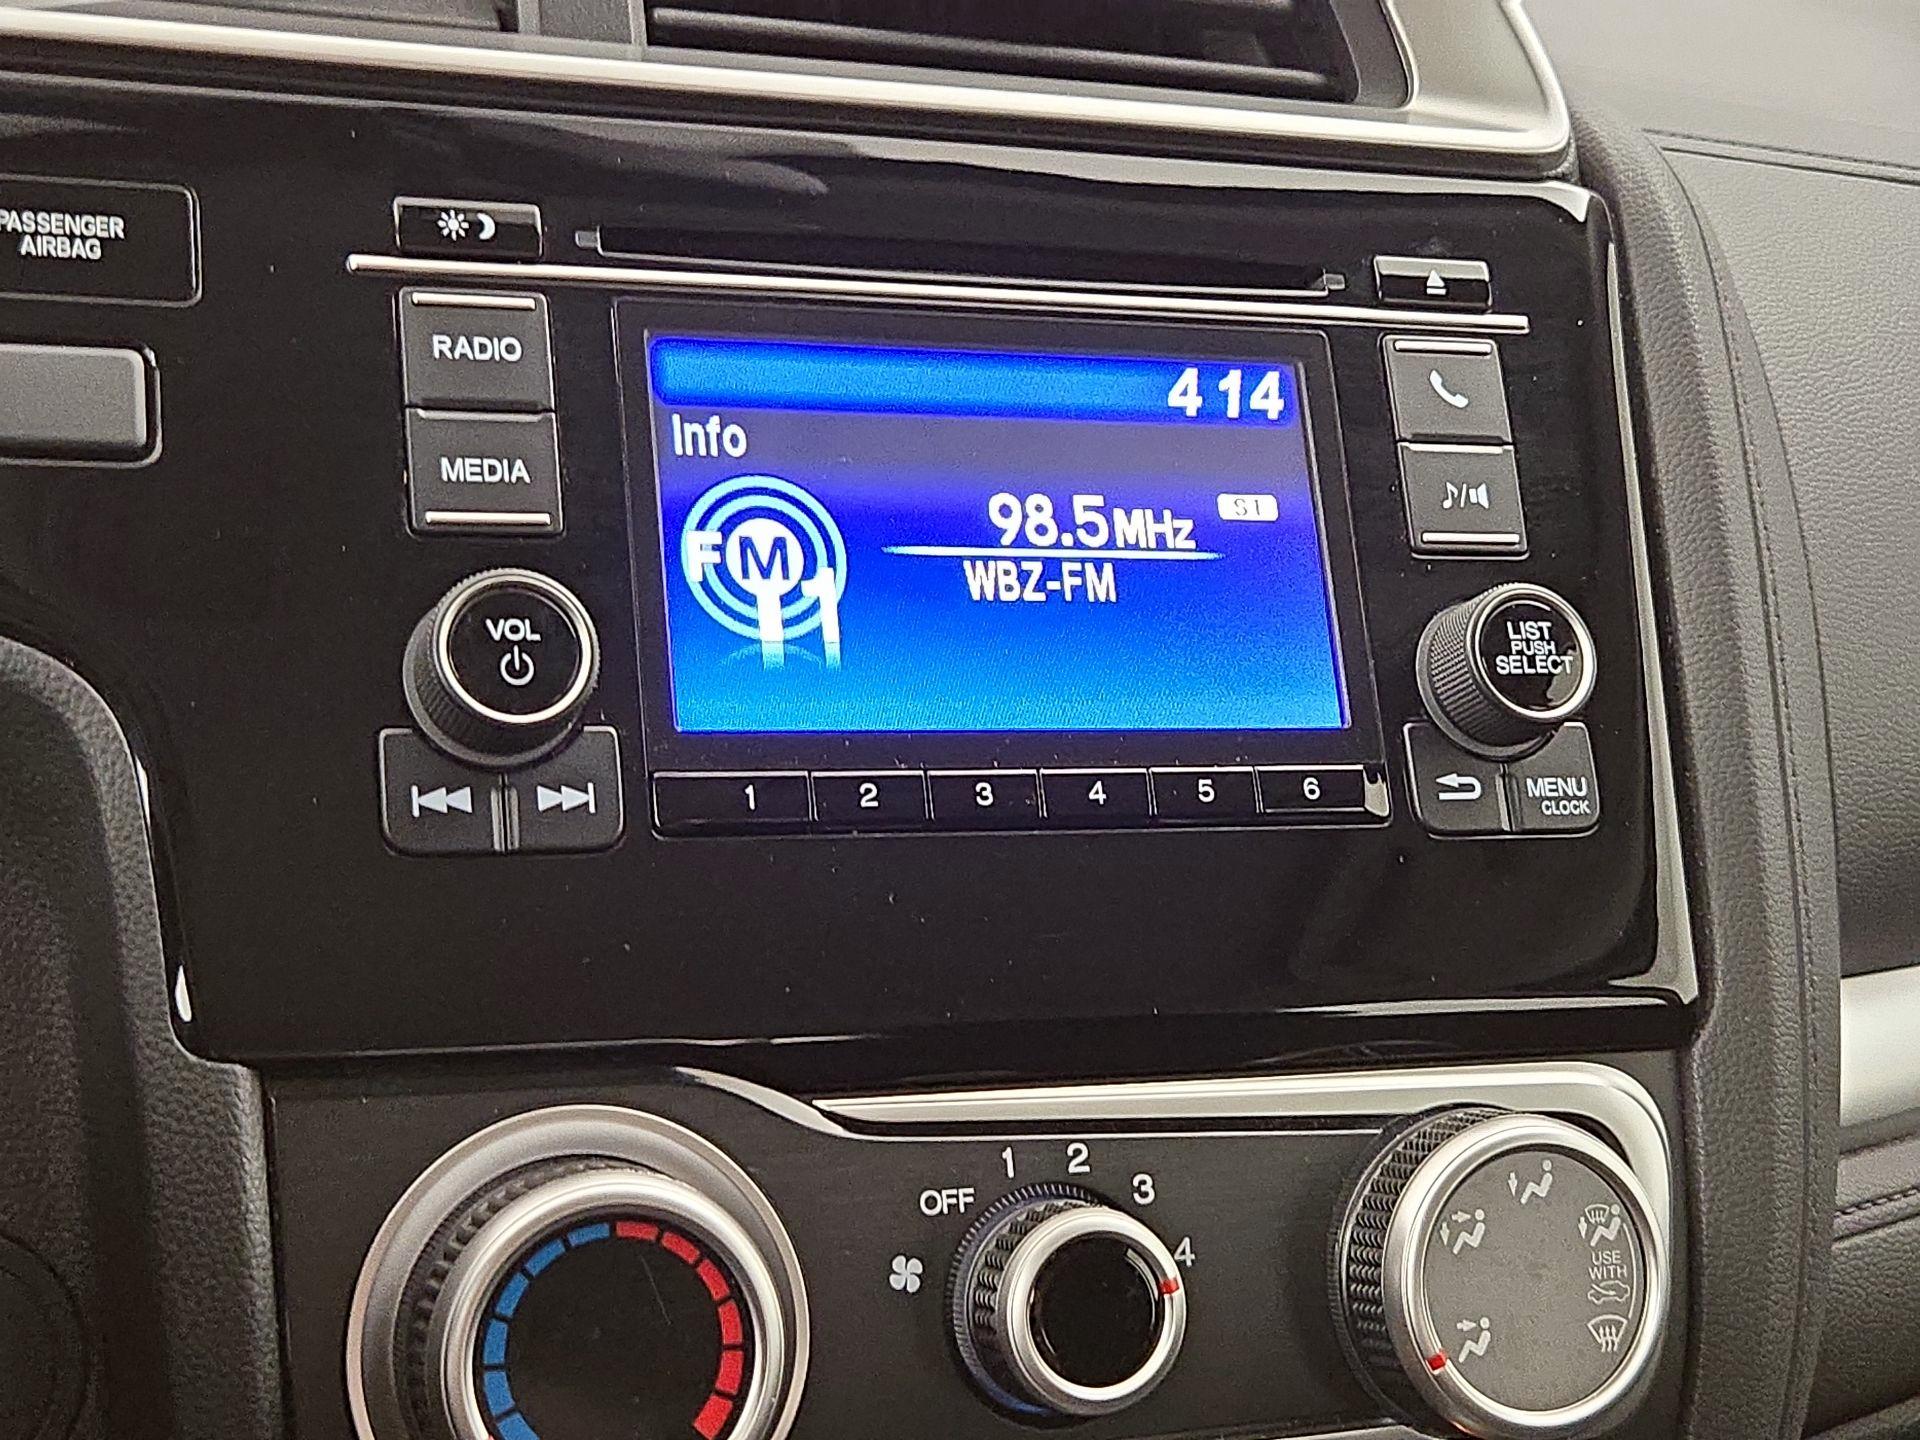 PASSENGER
AIRBAG
RADIO
MEDIA
VOL
4 14
Info
FM
1
98.5MHz
ST
WBZ-FM
LIST
PUSH
SELECT
MENU
CLOCK
1 2 3 4 5 6
OFF 1 2 3 4
USE
WITH